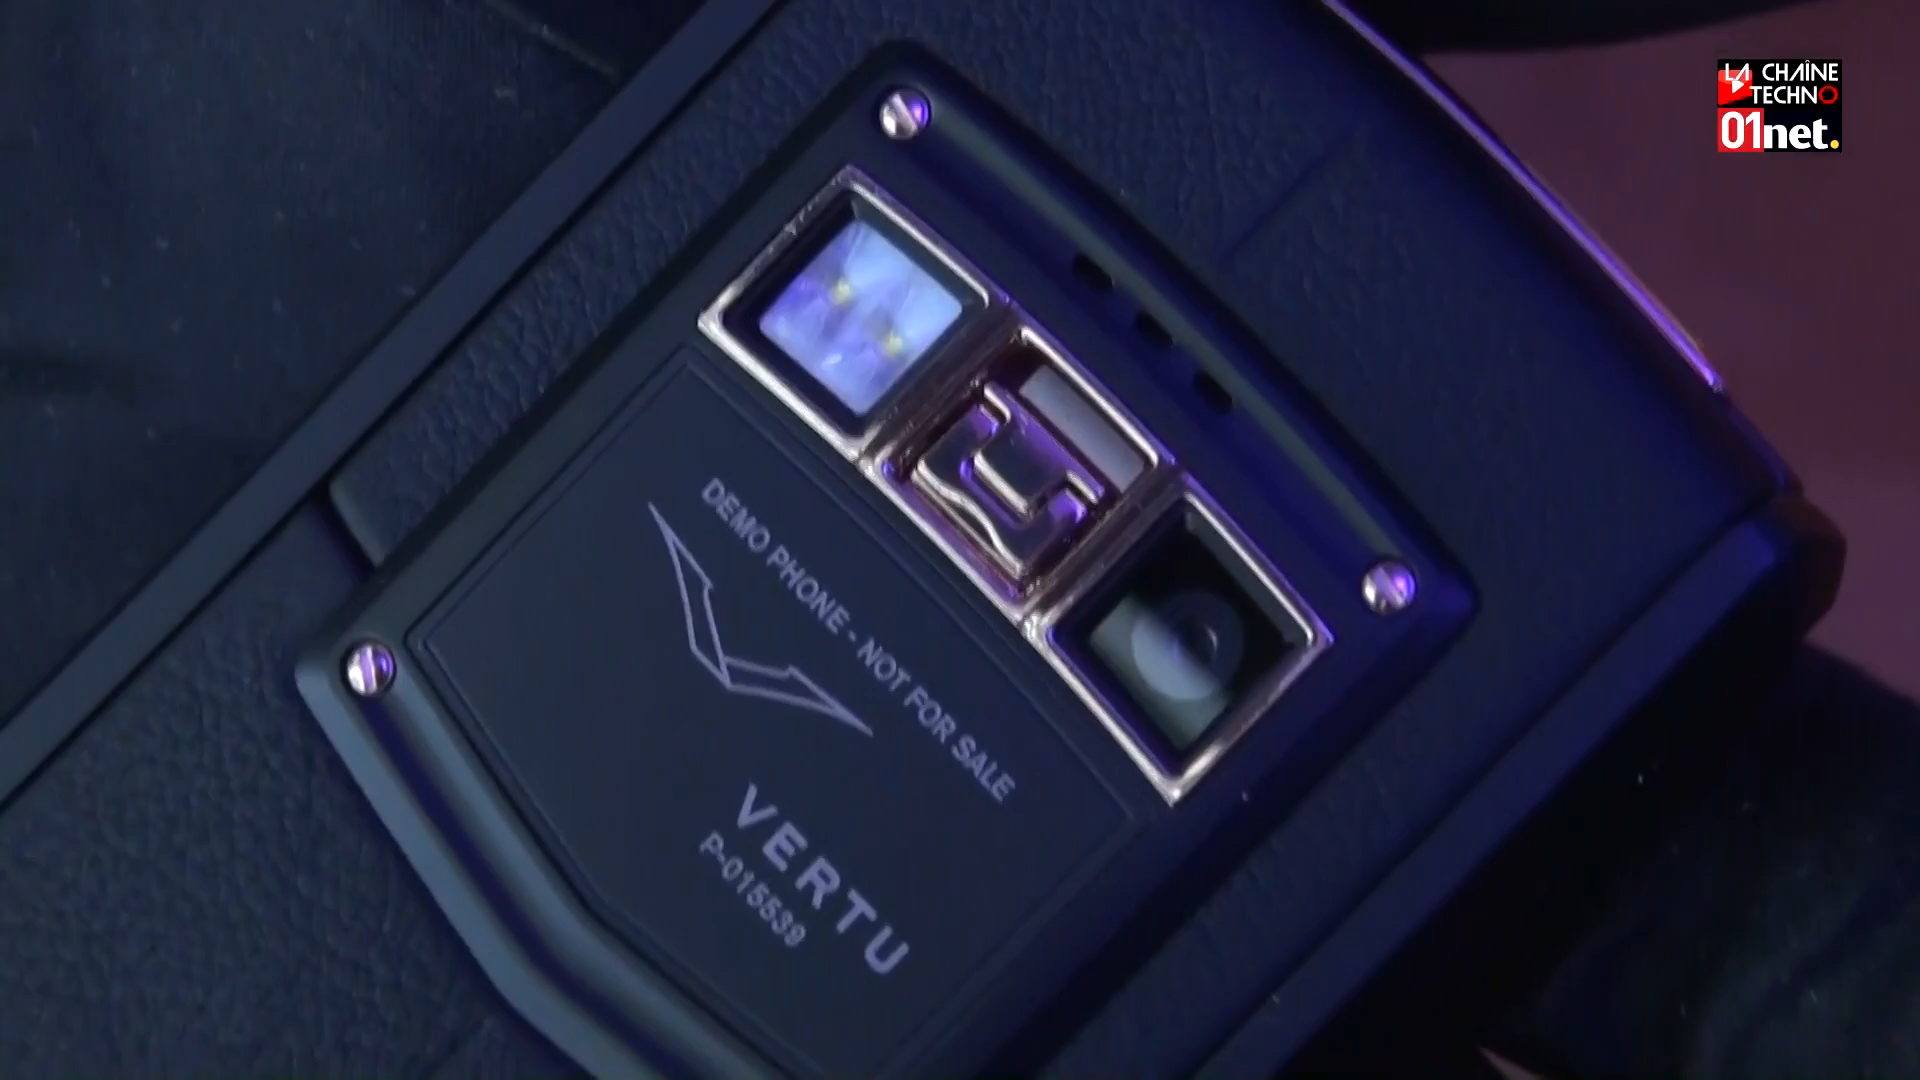 LA CHAÎNE
TECHNO
01net.
DEMO PHONE - NOT FOR SALE
VERTU
P-015539